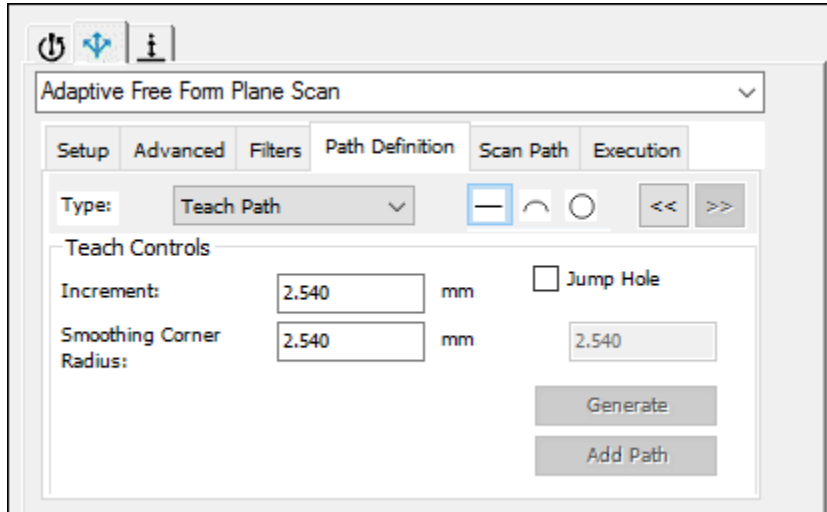 Adaptive Free Form Plane Scan
Setup Advanced Filters Path Definition Scan Path Execution
Type: Teach Path << >>
Teach Controls
Increment: 2.540 mm Jump Hole
Smoothing Corner Radius: 2.540 mm 2.540
Generate
Add Path